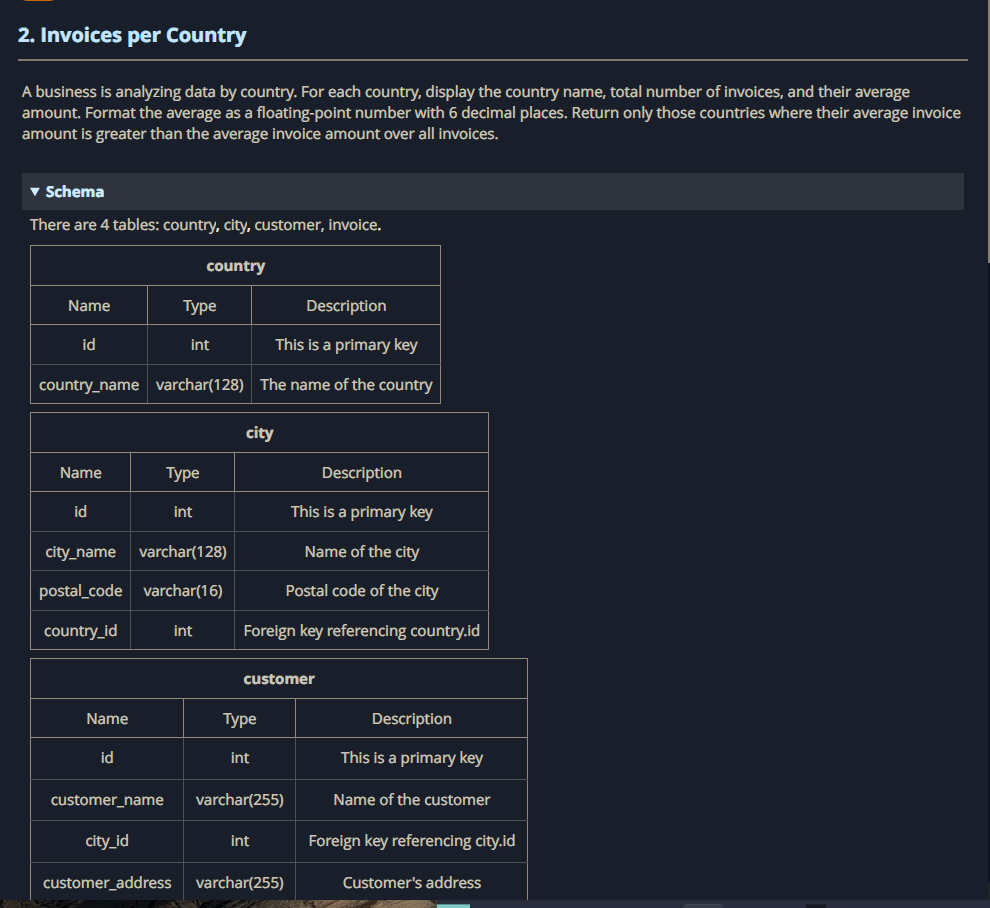 2. Invoices per Country
A business is analyzing data by country. For each country, display the country name, total number of invoices, and their average
amount. Format the average as a floating-point number with 6 decimal places. Return only those countries where their average invoice
amount is greater than the average invoice amount over all invoices.
▼ Schema
There are 4 tables: country, city, customer, invoice.
country
Name Type Description
id int This is a primary key
country_name varchar(128) The name of the country
city
Name Type Description
id int This is a primary key
city_name varchar(128) Name of the city
postal_code varchar(16) Postal code of the city
country_id int Foreign key referencing country.id
customer
Name Type Description
id int This is a primary key
customer_name varchar(255) Name of the customer
city_id int Foreign key referencing city.id
customer_address varchar(255) Customer's address